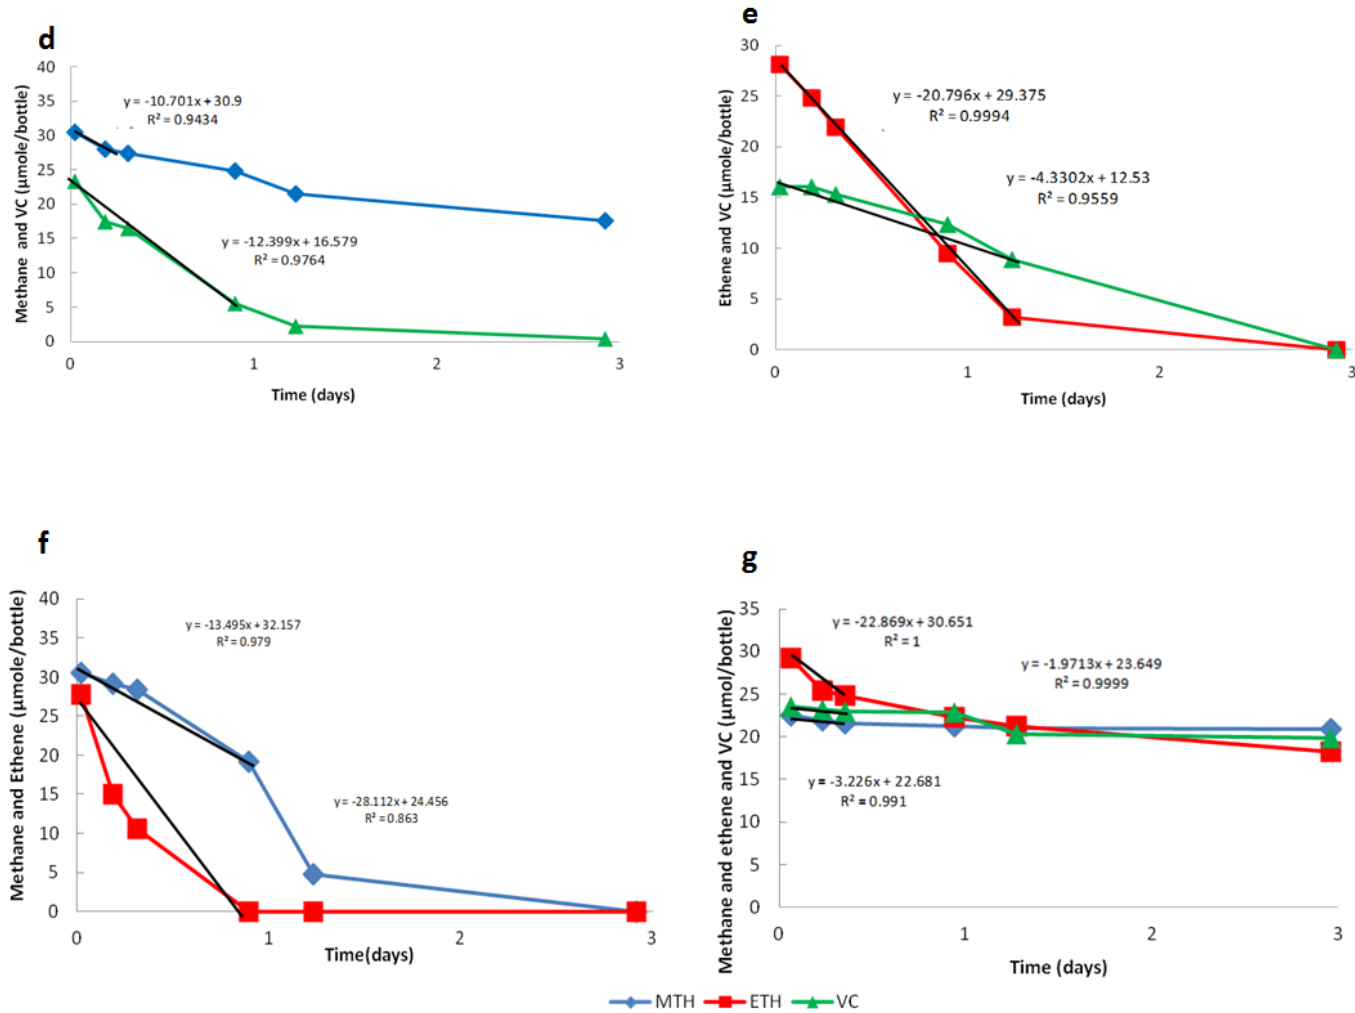 d
Methane and VC (µmole/bottle)
40
35
30
25
20
15
10
5
0
y = -10.701x + 30.9
R² = 0.9434
y = -12.399x + 16.579
R² = 0.9764
0 1 2 3
Time (days)
e
Ethene and VC (µmole/bottle)
30
25
20
15
10
5
0
y = -20.796x + 29.375
R² = 0.9994
y = -4.3302x + 12.53
R² = 0.9559
0 1 2 3
Time (days)
f
Methane and Ethene (µmole/bottle)
40
35
30
25
20
15
10
5
0
y = -13.495x + 32.157
R² = 0.979
y = -28.112x + 24.456
R² = 0.863
0 1 2 3
Time(days)
g
Methane and ethene and VC (µmol/bottle)
35
30
25
20
15
10
5
0
y = -22.869x + 30.651
R² = 1
y = -1.9713x + 23.649
R² = 0.9999
y = -3.226x + 22.681
R² = 0.991
0 1 2 3
Time (days)
MTH ETH VC